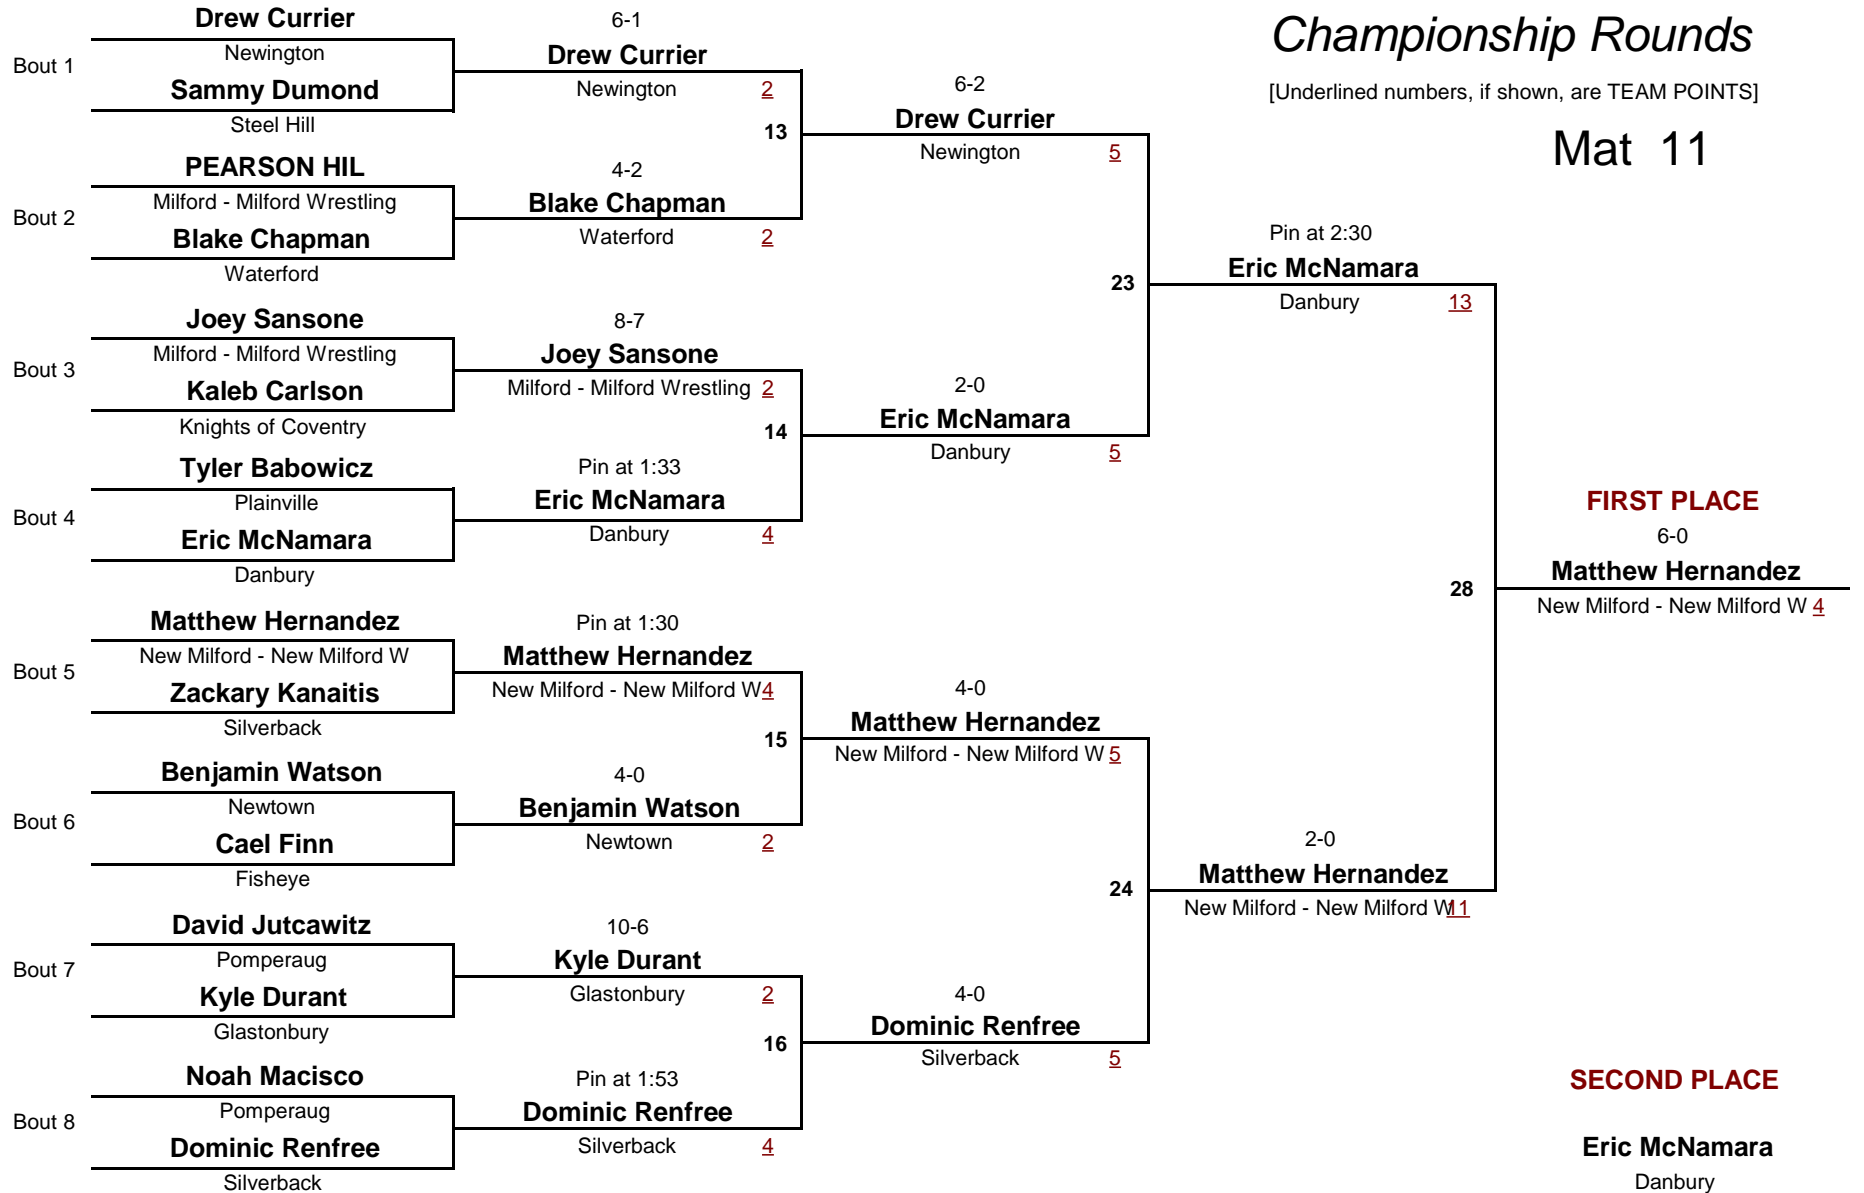 Championship Rounds
[Underlined numbers, if shown, are TEAM POINTS]
Mat 11
Bout 1
Drew Currier
Newington
Sammy Dumond
Steel Hill
Bout 2
PEARSON HIL
Milford - Milford Wrestling
Blake Chapman
Waterford
Bout 3
Joey Sansone
Milford - Milford Wrestling
Kaleb Carlson
Knights of Coventry
Bout 4
Tyler Babowicz
Plainville
Eric McNamara
Danbury
Bout 5
Matthew Hernandez
New Milford - New Milford W
Zackary Kanaitis
Silverback
Bout 6
Benjamin Watson
Newtown
Cael Finn
Fisheye
Bout 7
David Jutcawitz
Pomperaug
Kyle Durant
Glastonbury
Bout 8
Noah Macisco
Pomperaug
Dominic Renfree
Silverback
6-1
Drew Currier
Newington 2
13
4-2
Blake Chapman
Waterford 2
8-7
Joey Sansone
Milford - Milford Wrestling 2
14
Pin at 1:33
Eric McNamara
Danbury 4
Pin at 1:30
Matthew Hernandez
New Milford - New Milford W 4
15
4-0
Benjamin Watson
Newtown 2
10-6
Kyle Durant
Glastonbury 2
16
Pin at 1:53
Dominic Renfree
Silverback 4
6-2
Drew Currier
Newington 5
23
2-0
Eric McNamara
Danbury 5
4-0
Matthew Hernandez
New Milford - New Milford W 5
24
4-0
Dominic Renfree
Silverback 5
Pin at 2:30
Eric McNamara
Danbury 13
28
2-0
Matthew Hernandez
New Milford - New Milford W 11
FIRST PLACE
6-0
Matthew Hernandez
New Milford - New Milford W 4
SECOND PLACE
Eric McNamara
Danbury